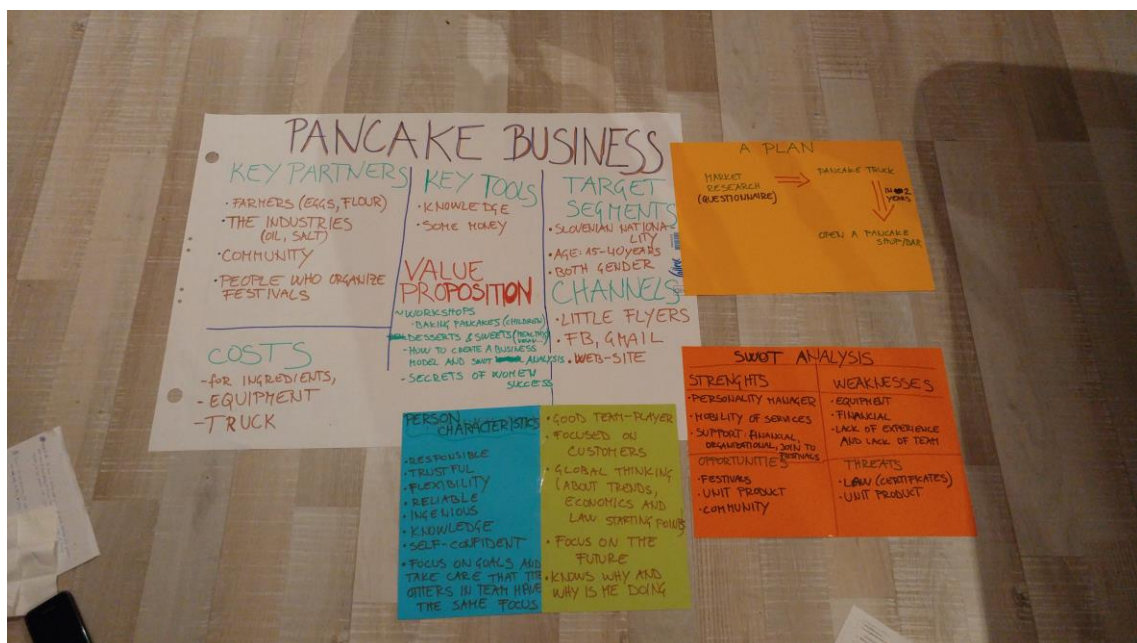 PANCAKE BUSINESS
KEY PARTNERS
• FARMERS (EGGS, FLOUR)
• THE INDUSTRIES
(OIL, SALT)
• COMMUNITY
• PEOPLE WHO ORGANIZE
FESTIVALS
COSTS
- FOR INGREDIENTS,
- EQUIPMENT
- TRUCK
KEY TOOLS
• KNOWLEDGE
• SOME MONEY
VALUE
PROPOSITION
~ WORKSHOPS
- BAKING PANCAKES (CHILDREN)
- DESSERTS & SWEETS (HEALTHY)
- HOW TO CREATE A BUSINESS
MODEL AND SWOT ANALYSIS
- SECRETS OF WOMEN
SUCCESS
TARGET
SEGMENTS
• SLOVENIAN NATIONA-
LITY
• AGE: 15-40 YEARS
• BOTH GENDER
CHANNELS
• LITTLE FLYERS
• FB, GMAIL
• WEB-SITE
A PLAN
MARKET
RESEARCH
(QUESTIONNAIRE)
PANCAKE TRUCK
IN 2
YEARS
OPEN A PANCAKE
SHOP/BAR
SWOT ANALYSIS
STRENGHTS
• PERSONALITY MANAGER
• MOBILITY OF SERVICES
• SUPPORT: FINANCIAL,
ORGANISATIONAL, JOIN TO
FESTIVALS
WEAKNESSES
• EQUIPMENT
• FINANCIAL
• LACK OF EXPERIENCE
AND LACK OF TEAM
OPPORTUNITIES
• FESTIVALS
• UNIT PRODUCT
• COMMUNITY
THREATS
• LAW (CERTIFICATES)
• UNIT PRODUCT
PERSON
CHARACTERISTICS
• RESPONSIBLE
• TRUSTFUL
• FLEXIBILITY
• RELIABLE
• INGENIOUS
• KNOWLEDGE
• SELF-CONFIDENT
• FOCUS ON GOALS AND
TAKE CARE THAT THE
OTHERS IN TEAM HAVE
THE SAME FOCUS
• GOOD TEAM-PLAYER
• FOCUSED ON
CUSTOMERS
• GLOBAL THINKING
(ABOUT TRENDS,
ECONOMICS AND
LAW STARTING POINTS)
• FOCUS ON THE
FUTURE
• KNOWS WHY AND
WHY IS ME DOING